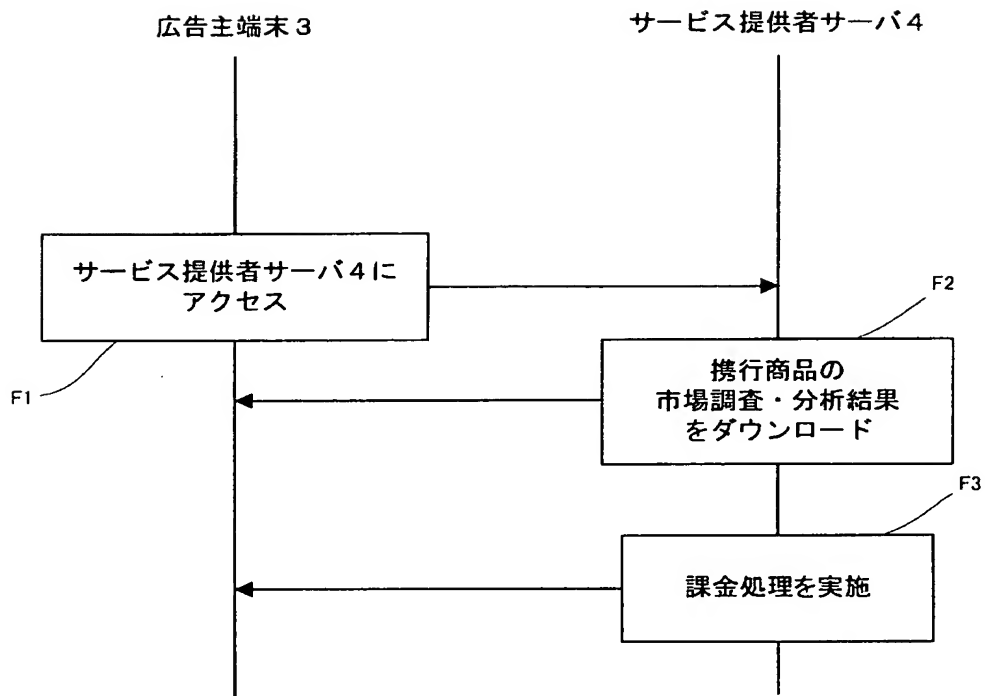 広告主端末３
サービス提供者サーバ４
サービス提供者サーバ４に
アクセス
F1
F2
携行商品の
市場調査・分析結果
をダウンロード
F3
課金処理を実施